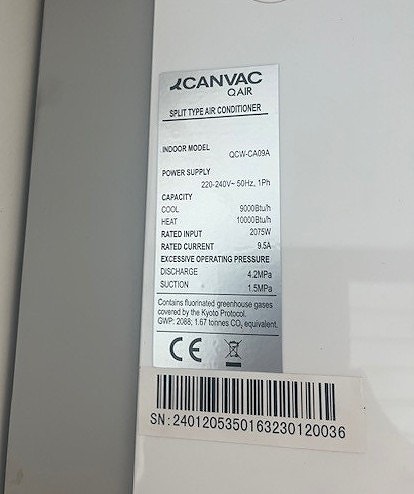 CANVAC
Q AIR
SPLIT TYPE AIR CONDITIONER
INDOOR MODEL QCW-CA09A
POWER SUPPLY
220-240V~ 50Hz, 1Ph
CAPACITY
COOL 9000Btu/h
HEAT 10000Btu/h
RATED INPUT 2075W
RATED CURRENT 9.5A
EXCESSIVE OPERATING PRESSURE
DISCHARGE 4.2MPa
SUCTION 1.5MPa
Contains fluorinated greenhouse gases
covened by the Kyoto Protocol.
GWP: 2088; 1.67 tonnes CO₂ equivalent.
CE
SN: 2401205350163230120036